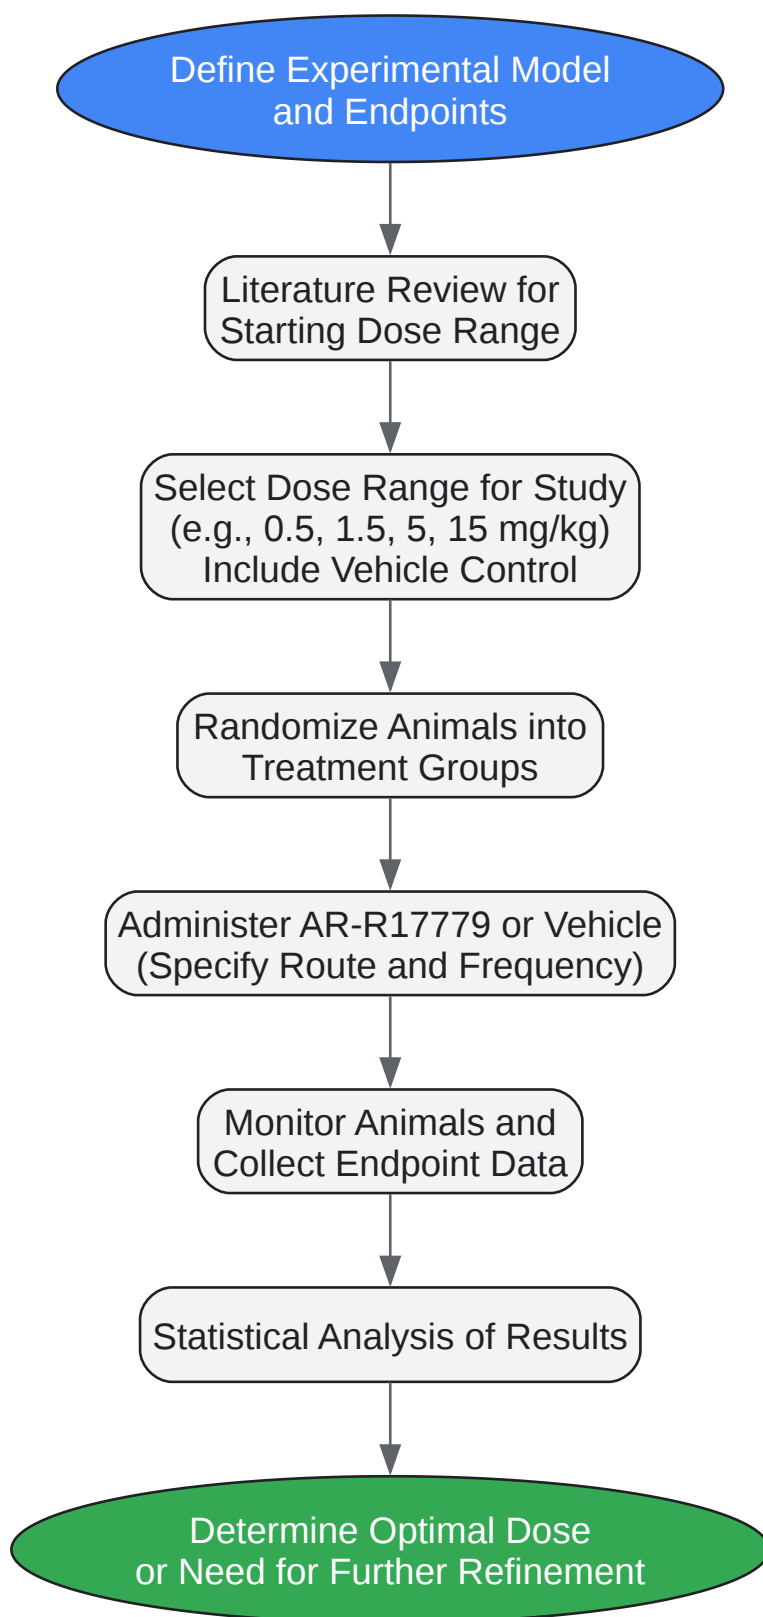 Define Experimental Model
and Endpoints
Literature Review for
Starting Dose Range
Select Dose Range for Study
(e.g., 0.5, 1.5, 5, 15 mg/kg)
Include Vehicle Control
Randomize Animals into
Treatment Groups
Administer AR-R17779 or Vehicle
(Specify Route and Frequency)
Monitor Animals and
Collect Endpoint Data
Statistical Analysis of Results
Determine Optimal Dose
or Need for Further Refinement